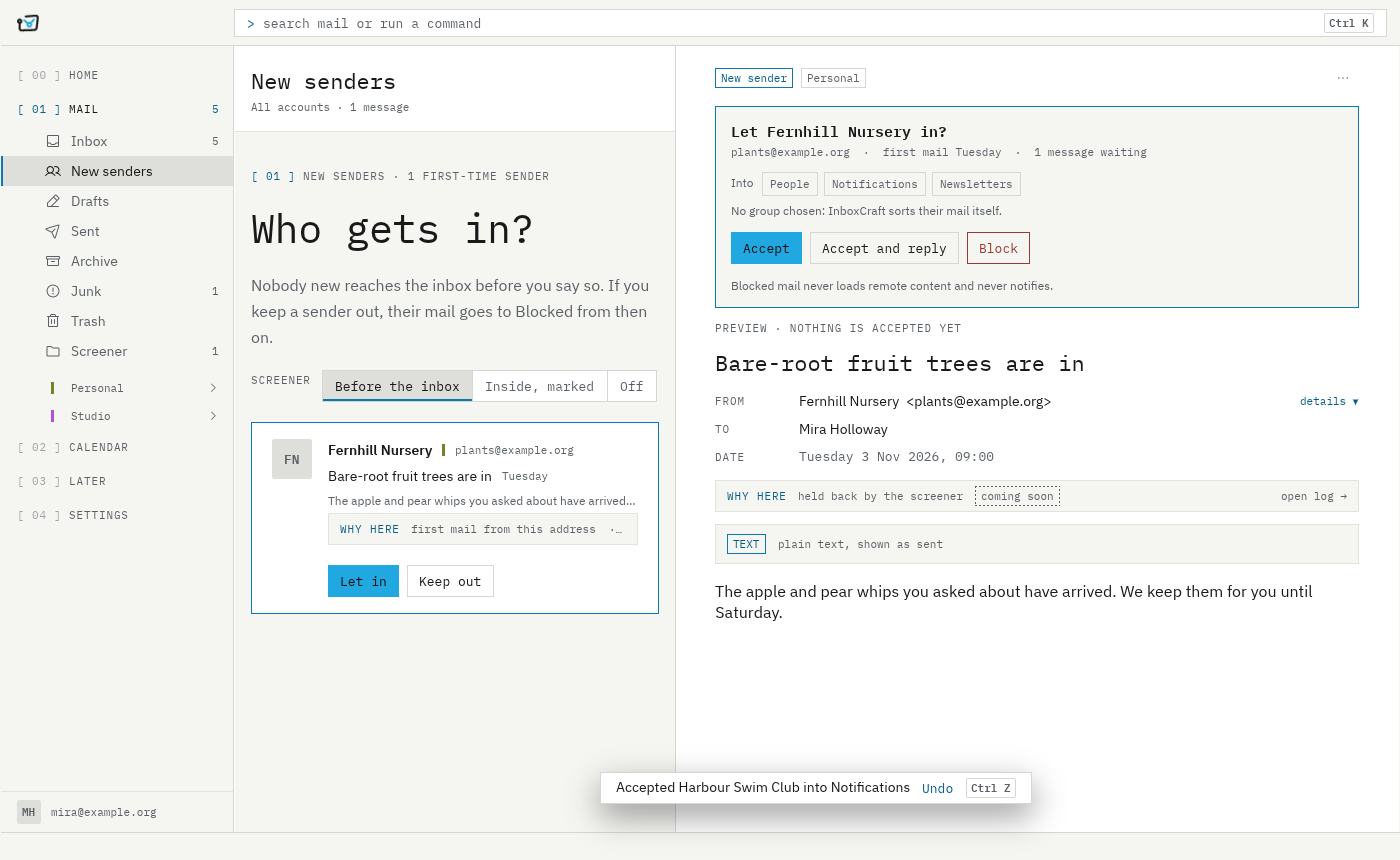 > search mail or run a command Ctrl K
[ 00 ] HOME
[ 01 ] MAIL 5
Inbox 5
New senders
Drafts
Sent
Archive
Junk 1
Trash
Screener 1
Personal
Studio
[ 02 ] CALENDAR
[ 03 ] LATER
[ 04 ] SETTINGS
MH mira@example.org
New senders
All accounts · 1 message
[ 01 ] NEW SENDERS · 1 FIRST-TIME SENDER
Who gets in?
Nobody new reaches the inbox before you say so. If you
keep a sender out, their mail goes to Blocked from then
on.
SCREENER Before the inbox Inside, marked Off
FN Fernhill Nursery plants@example.org
Bare-root fruit trees are in Tuesday
The apple and pear whips you asked about have arrived…
WHY HERE first mail from this address ·…
Let in Keep out
New sender Personal ···
Let Fernhill Nursery in?
plants@example.org · first mail Tuesday · 1 message waiting
Into People Notifications Newsletters
No group chosen: InboxCraft sorts their mail itself.
Accept Accept and reply Block
Blocked mail never loads remote content and never notifies.
PREVIEW · NOTHING IS ACCEPTED YET
Bare-root fruit trees are in
FROM Fernhill Nursery <plants@example.org> details ▾
TO Mira Holloway
DATE Tuesday 3 Nov 2026, 09:00
WHY HERE held back by the screener coming soon open log →
TEXT plain text, shown as sent
The apple and pear whips you asked about have arrived. We keep them for you until
Saturday.
Accepted Harbour Swim Club into Notifications Undo Ctrl Z